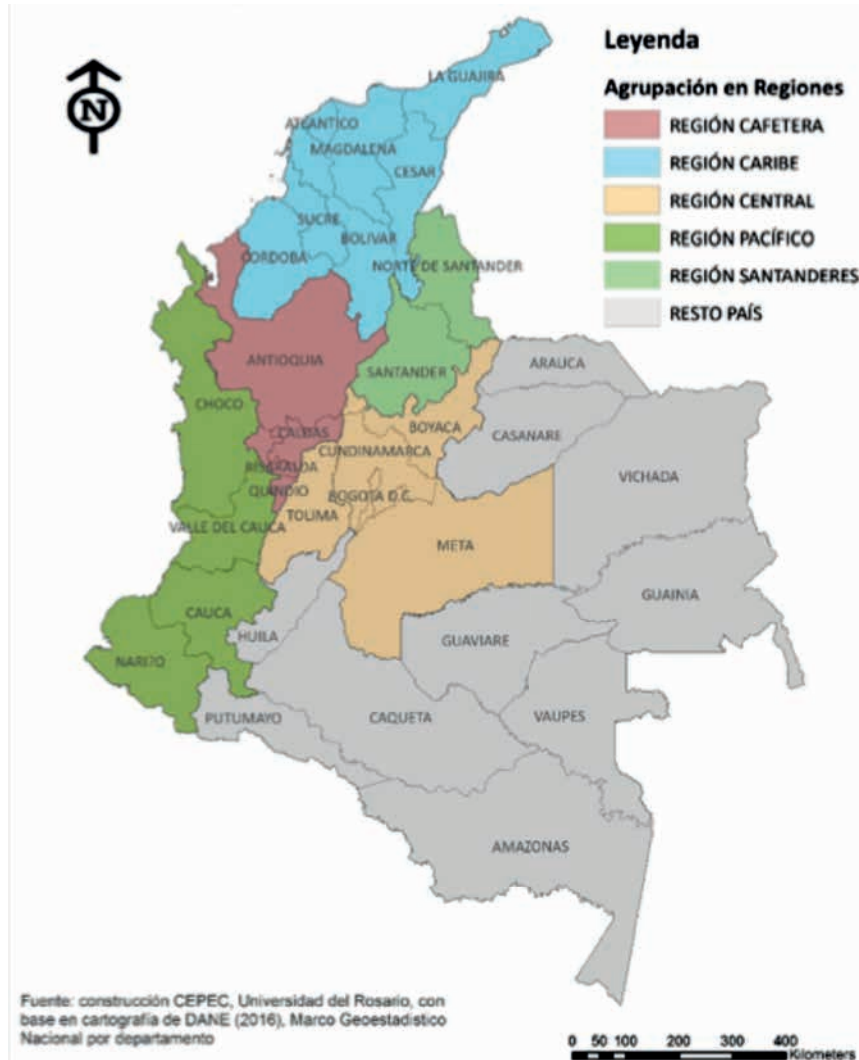 Leyenda
Agrupación en Regiones
REGIÓN CAFETERA
REGIÓN CARIBE
REGIÓN CENTRAL
REGIÓN PACÍFICO
REGIÓN SANTANDERES
RESTO PAÍS
N
LA GUAJIRA
ATLANTICO
MAGDALENA
CESAR
SUCRE
BOLIVAR
CORDOBA
NORTE DE SANTANDER
ANTIOQUIA
SANTANDER
ARAUCA
CHOCO
BOYACA
CASANARE
CALDAS
CUNDINAMARCA
RISARALDA
VICHADA
QUINDIO
BOGOTA D.C.
TOLIMA
VALLE DEL CAUCA
META
GUAINIA
CAUCA
HUILA
GUAVIARE
NARIÑO
PUTUMAYO
CAQUETA
VAUPES
AMAZONAS
Fuente: construcción CEPEC, Universidad del Rosario, con
base en cartografía de DANE (2016), Marco Geoestadístico
Nacional por departamento
0 50 100 200 300 400
Kilometers